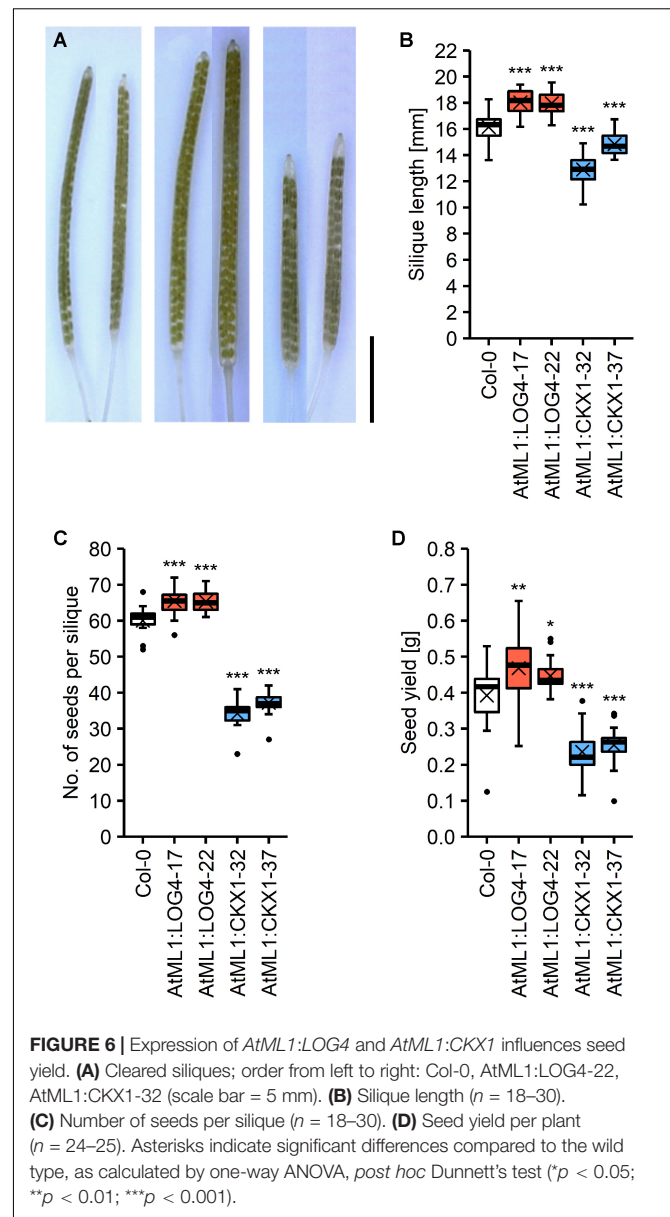 A
B
Silique length [mm]
22
20
18
16
14
12
10
8
6
4
2
0
***
***
***
***
Col-0
AtML1:LOG4-17
AtML1:LOG4-22
AtML1:CKX1-32
AtML1:CKX1-37
C
No. of seeds per silique
80
70
60
50
40
30
20
10
0
***
***
***
***
Col-0
AtML1:LOG4-17
AtML1:LOG4-22
AtML1:CKX1-32
AtML1:CKX1-37
D
Seed yield [g]
0.8
0.7
0.6
0.5
0.4
0.3
0.2
0.1
0.0
**
*
***
***
Col-0
AtML1:LOG4-17
AtML1:LOG4-22
AtML1:CKX1-32
AtML1:CKX1-37
FIGURE 6 | Expression of AtML1:LOG4 and AtML1:CKX1 influences seed
yield. (A) Cleared siliques; order from left to right: Col-0, AtML1:LOG4-22,
AtML1:CKX1-32 (scale bar = 5 mm). (B) Silique length (n = 18–30).
(C) Number of seeds per silique (n = 18–30). (D) Seed yield per plant
(n = 24–25). Asterisks indicate significant differences compared to the wild
type, as calculated by one-way ANOVA, post hoc Dunnett's test (*p < 0.05;
**p < 0.01; ***p < 0.001).